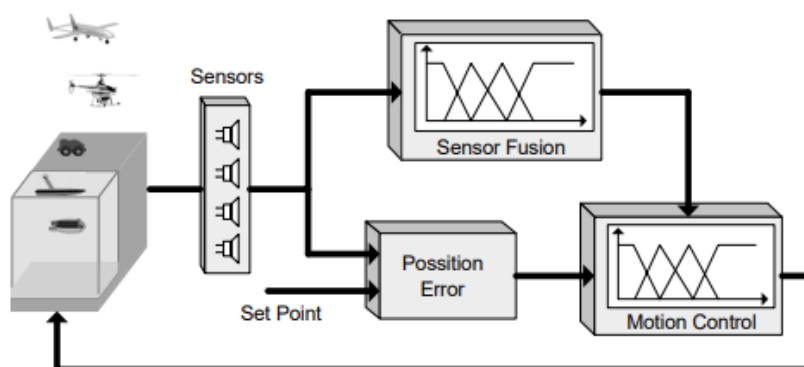 Sensors
Sensor Fusion
Possition
Error
Set Point
Motion Control